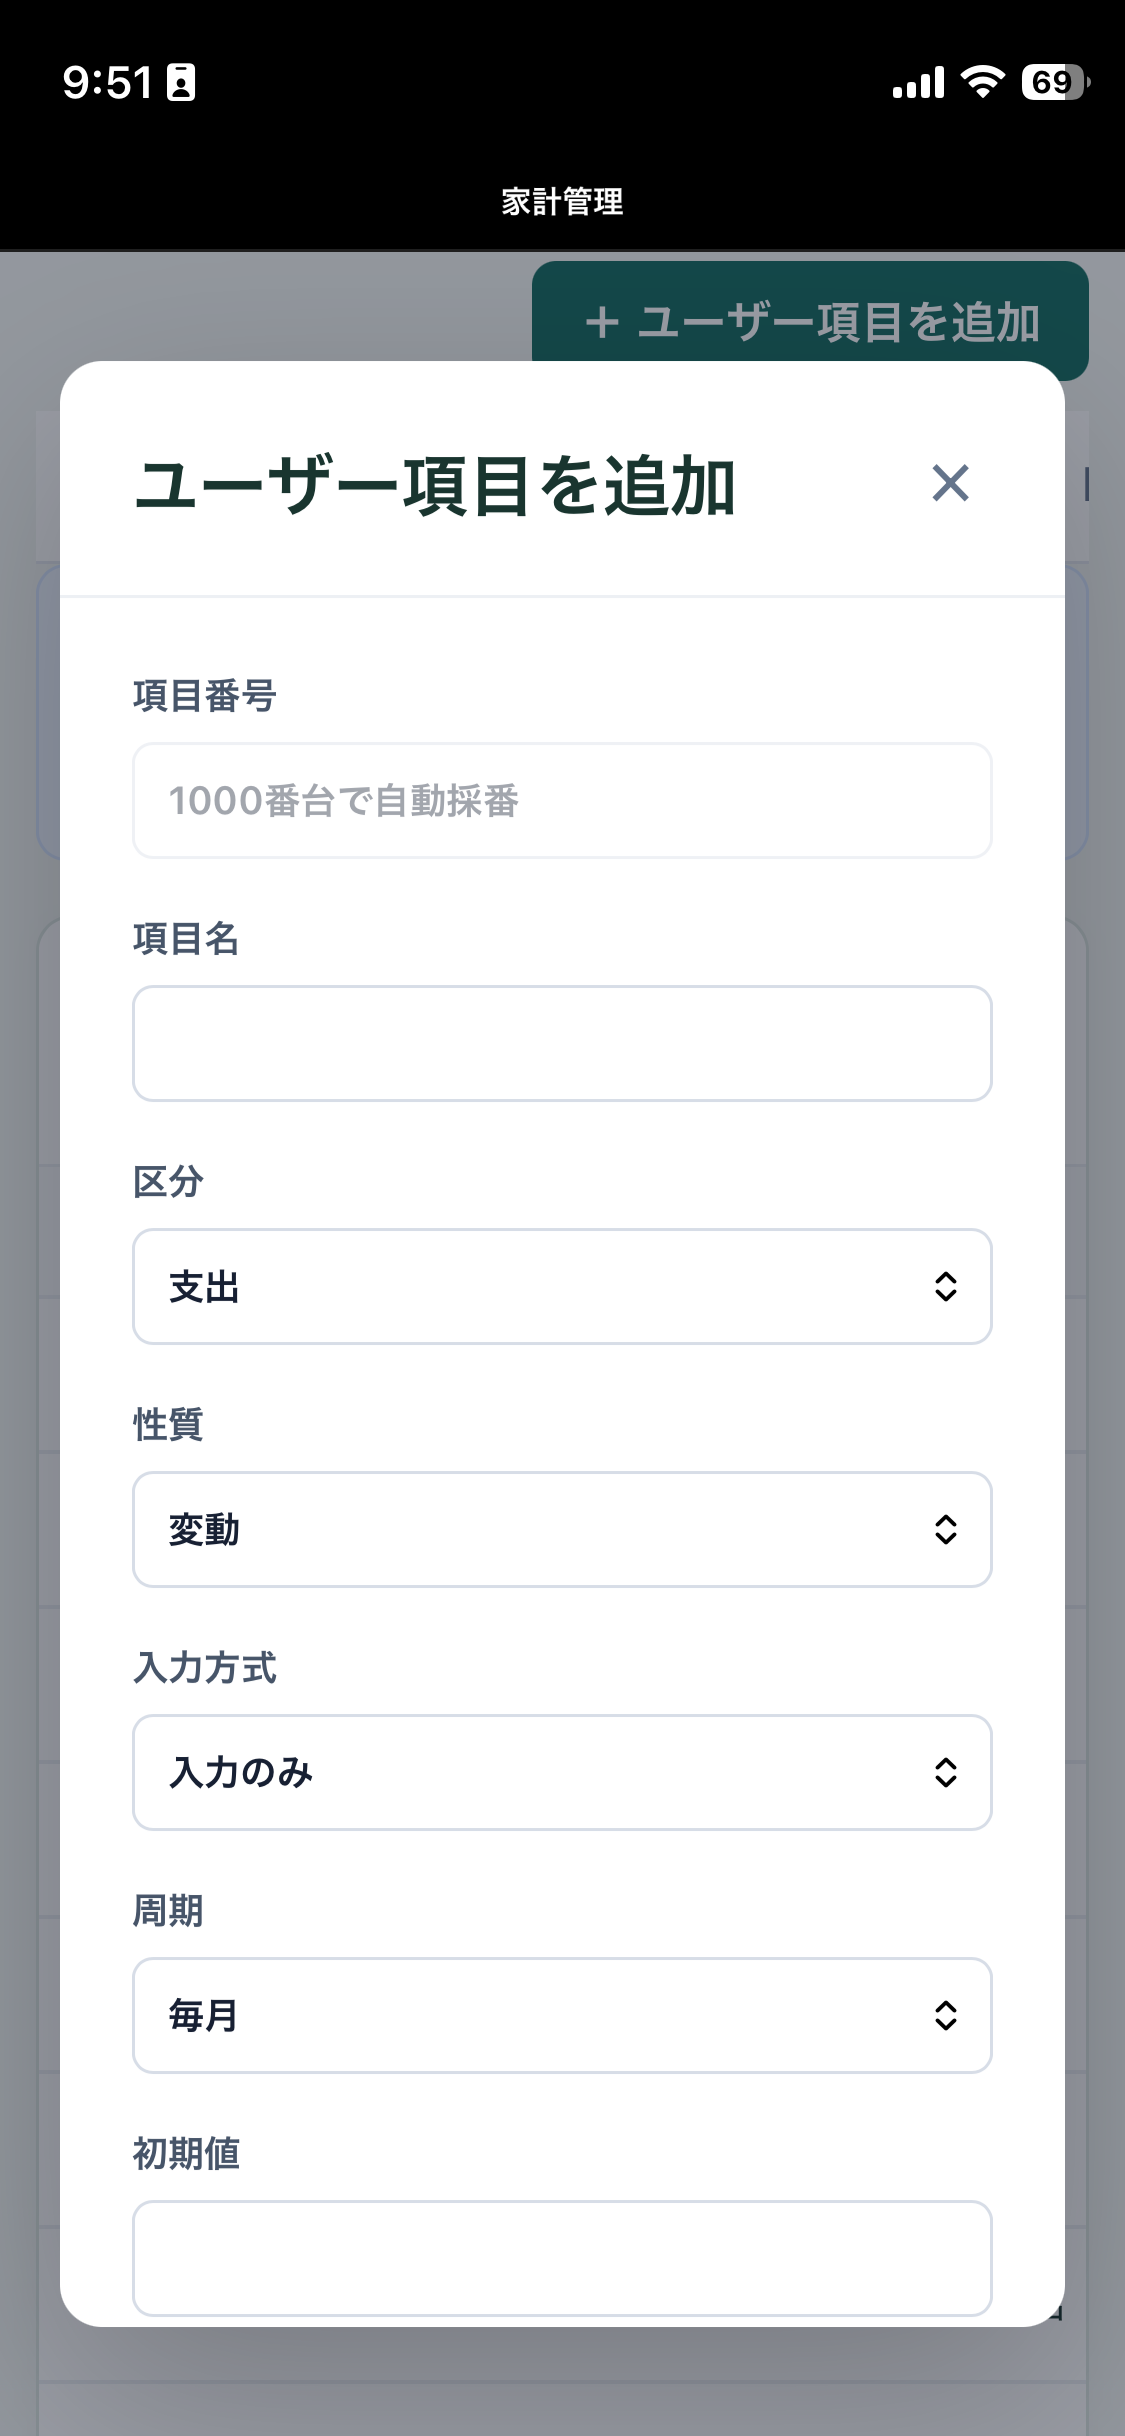 9:51
69
家計管理
+ ユーザー項目を追加
ユーザー項目を追加
項目番号
1000番台で自動採番
項目名
区分
支出
性質
変動
入力方式
入力のみ
周期
毎月
初期値